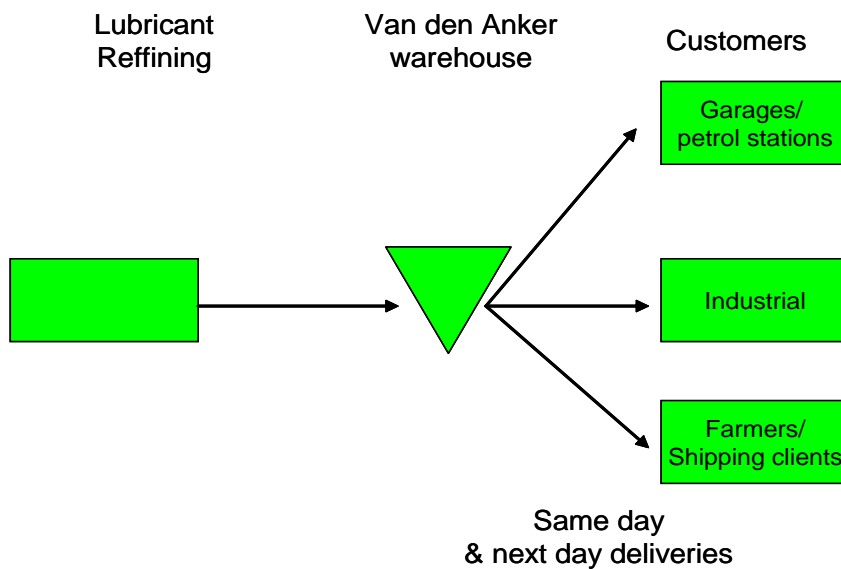 Lubricant
Reffining
Van den Anker
warehouse
Customers
Garages/
petrol stations
Industrial
Farmers/
Shipping clients
Same day
& next day deliveries